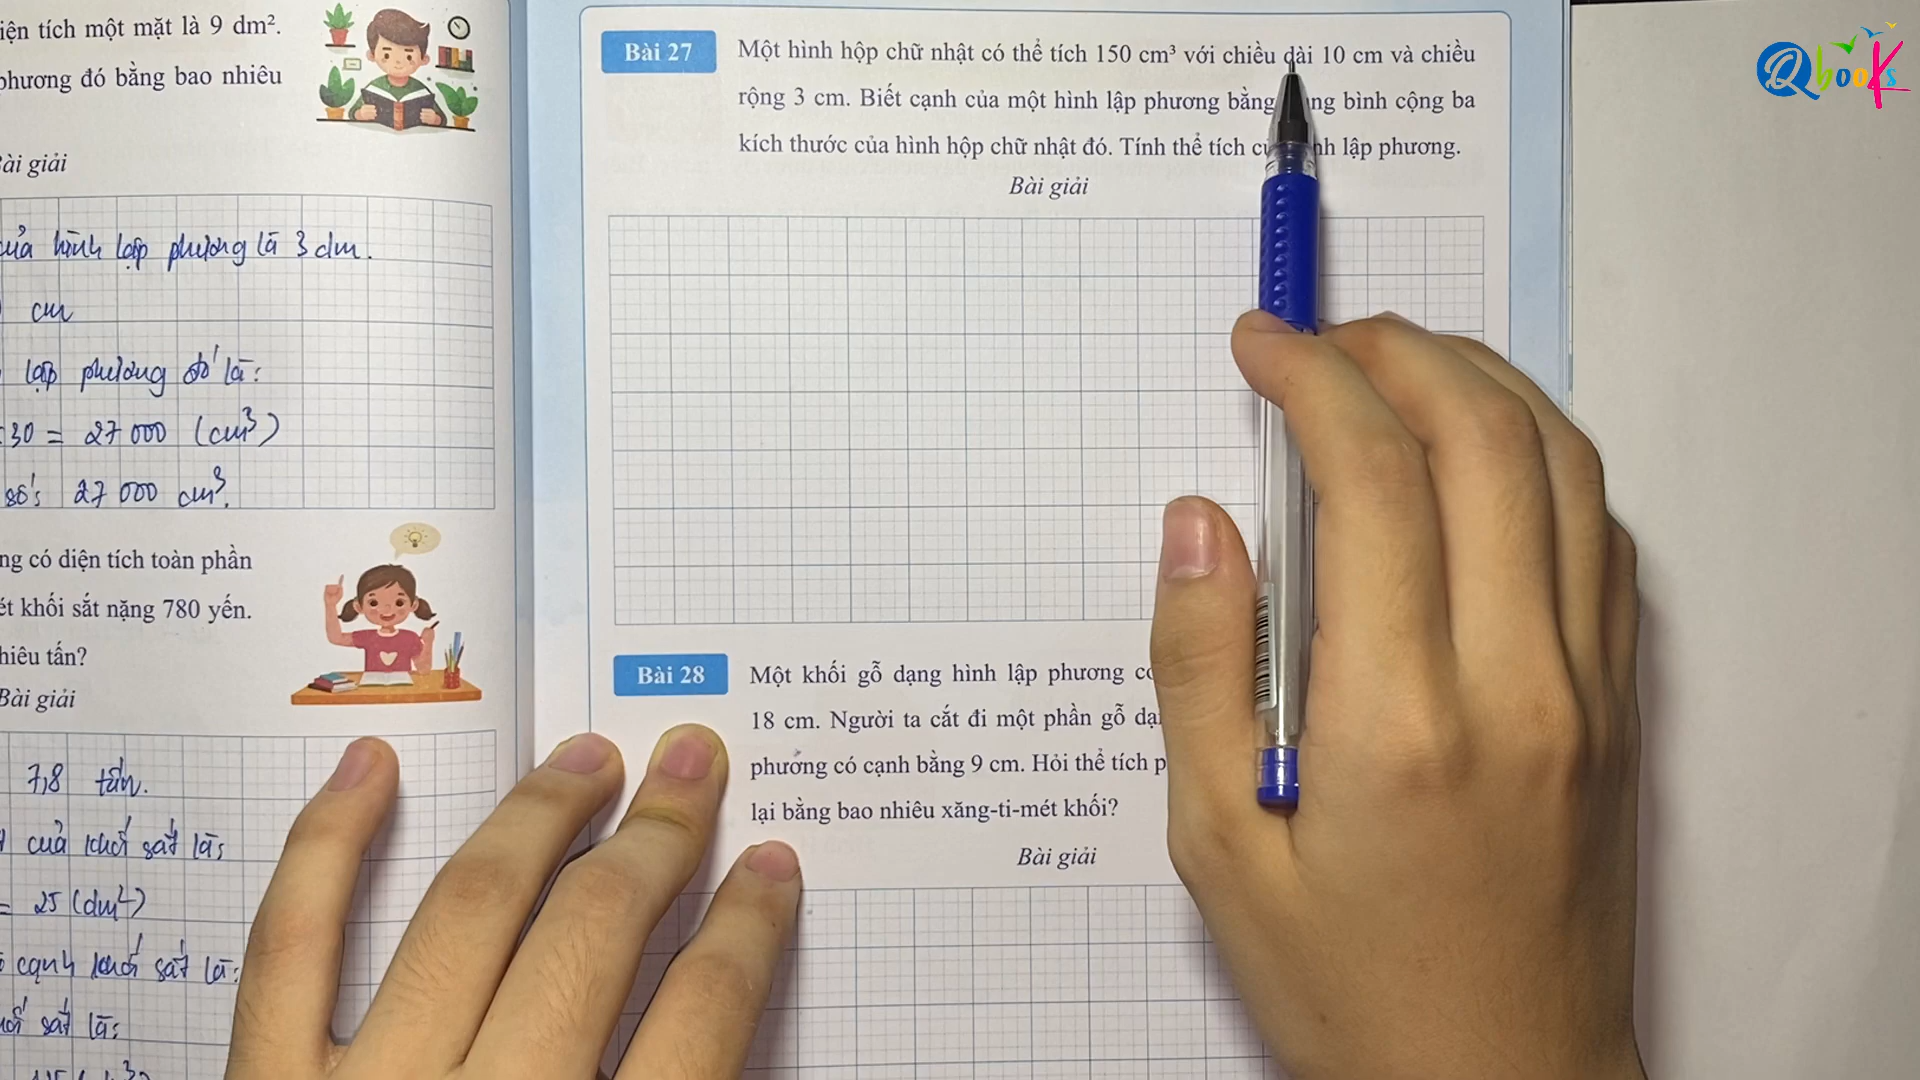 iện tích một mặt là 9 dm².
phương đó bằng bao nhiêu
ài giải
của hình lập phương là 3 dm.
cm
lập phương đó là:
30 = 27 000 (cm³)
số: 27 000 cm³.
ng có diện tích toàn phần
ét khối sắt nặng 780 yến.
hiêu tấn?
Bài giải
7,8 tấn.
của khối sắt là:
= 25 (dm²)
cạnh khối sắt là:
sắt là:
Bài 27 Một hình hộp chữ nhật có thể tích 150 cm³ với chiều dài 10 cm và chiều
rộng 3 cm. Biết cạnh của một hình lập phương bằng ng bình cộng ba
kích thước của hình hộp chữ nhật đó. Tính thể tích củ nh lập phương.
Bài giải
Bài 28 Một khối gỗ dạng hình lập phương c
18 cm. Người ta cắt đi một phần gỗ dạ
phương có cạnh bằng 9 cm. Hỏi thể tích p
lại bằng bao nhiêu xăng-ti-mét khối?
Bài giải
Qbooks